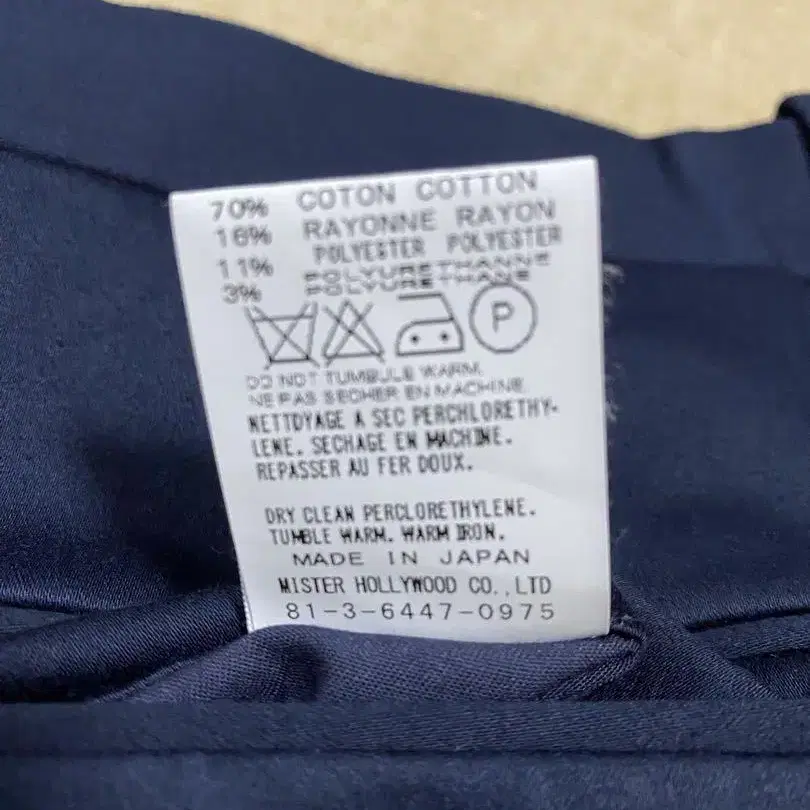 70% COTON COTTON
16% RAYONNE RAYON
11% POLYESTER POLYESTER
3% POLYURETHANNE
POLYURETHANE
P
DO NOT TUMBULE WARM.
NE PAS SECHER EN MACHINE.
NETTOYAGE A SEC PERCHLORETHY-
LENE. SECHAGE EN MACHINE.
REPASSER AU FER DOUX.
DRY CLEAN PERCLORETHYLENE.
TUMBLE WARM. WARM IRON.
MADE IN JAPAN
MISTER HOLLYWOOD CO.,LTD
81-3-6447-0975